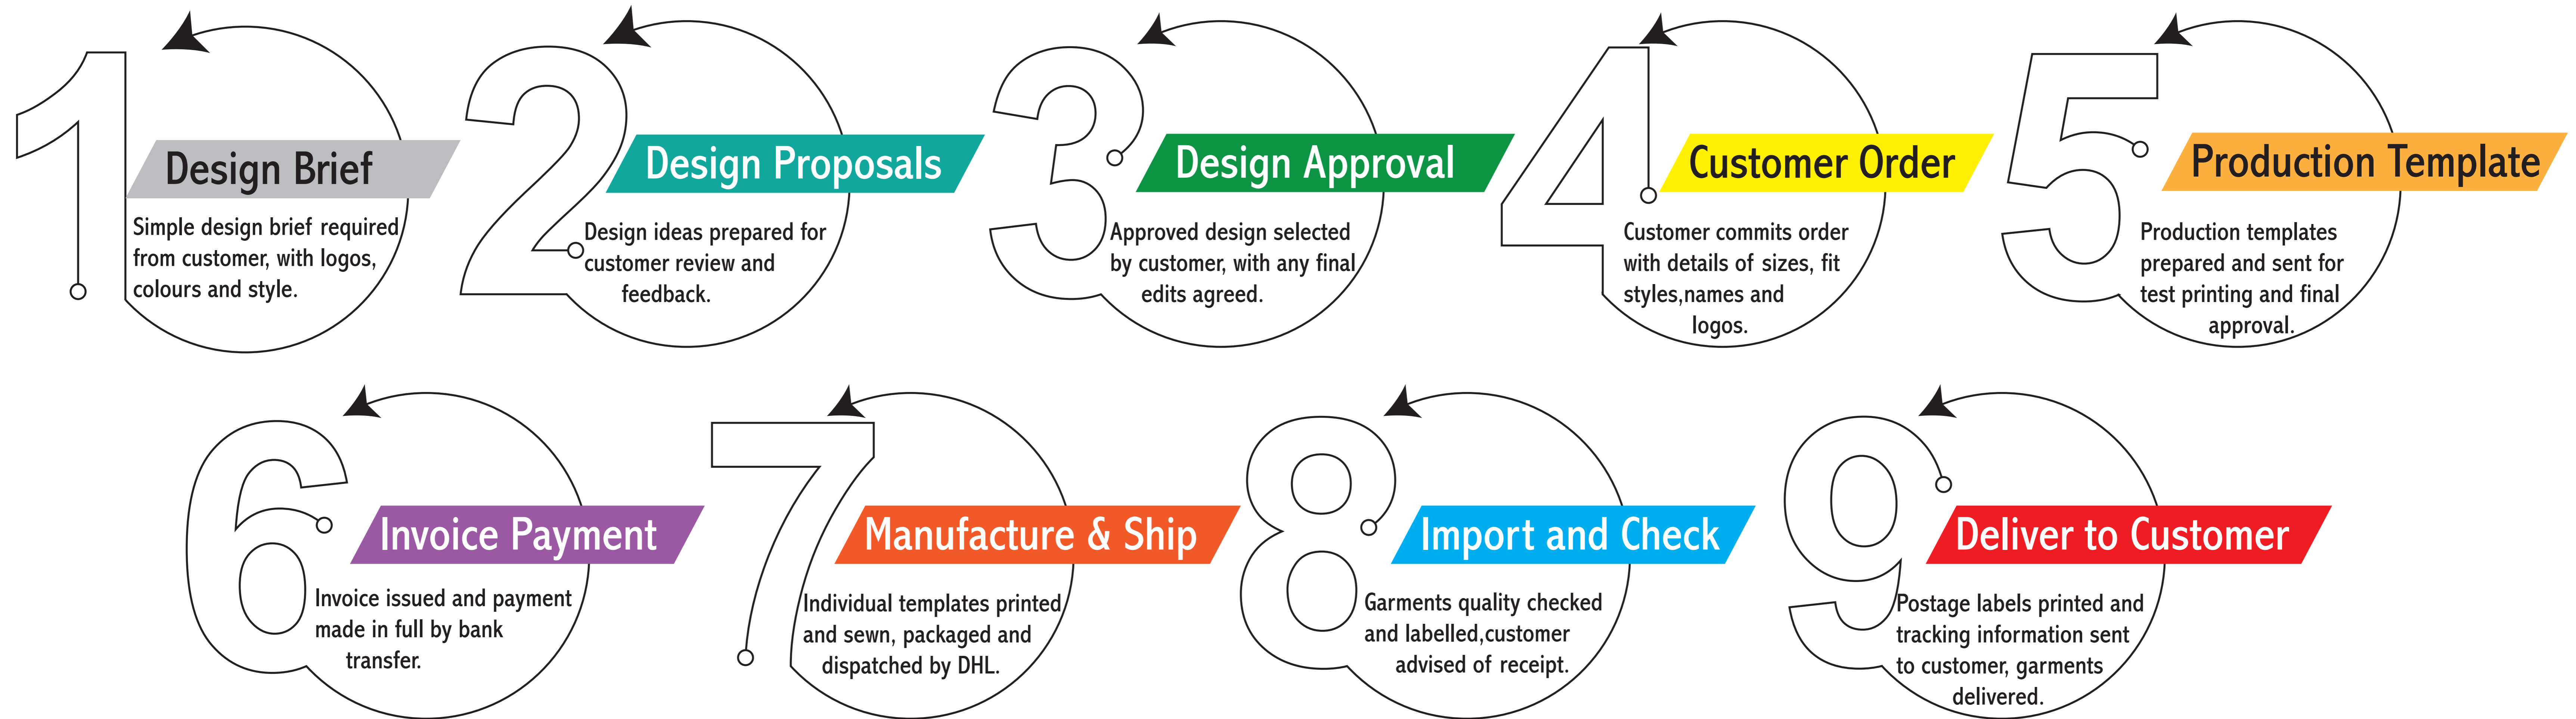 1
Design Brief
Simple design brief required
from customer, with logos,
colours and style.
2
Design Proposals
Design ideas prepared for
customer review and
feedback.
3
Design Approval
Approved design selected
by customer, with any final
edits agreed.
4
Customer Order
Customer commits order
with details of sizes, fit
styles,names and
logos.
5
Production Template
Production templates
prepared and sent for
test printing and final
approval.
6
Invoice Payment
Invoice issued and payment
made in full by bank
transfer.
7
Manufacture & Ship
Individual templates printed
and sewn, packaged and
dispatched by DHL.
8
Import and Check
Garments quality checked
and labelled,customer
advised of receipt.
9
Deliver to Customer
Postage labels printed and
tracking information sent
to customer, garments
delivered.